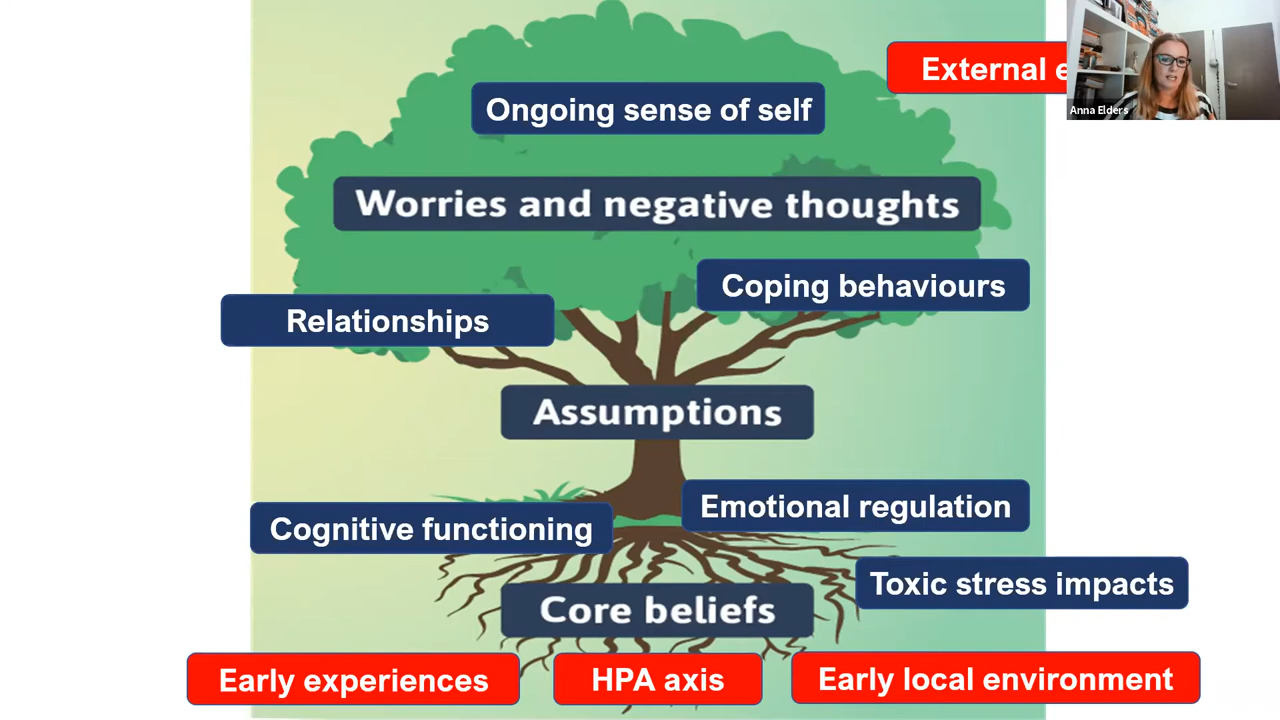 External
Anna Elders
Ongoing sense of self
Worries and negative thoughts
Coping behaviours
Relationships
Assumptions
Emotional regulation
Cognitive functioning
Toxic stress impacts
Core beliefs
Early experiences
HPA axis
Early local environment